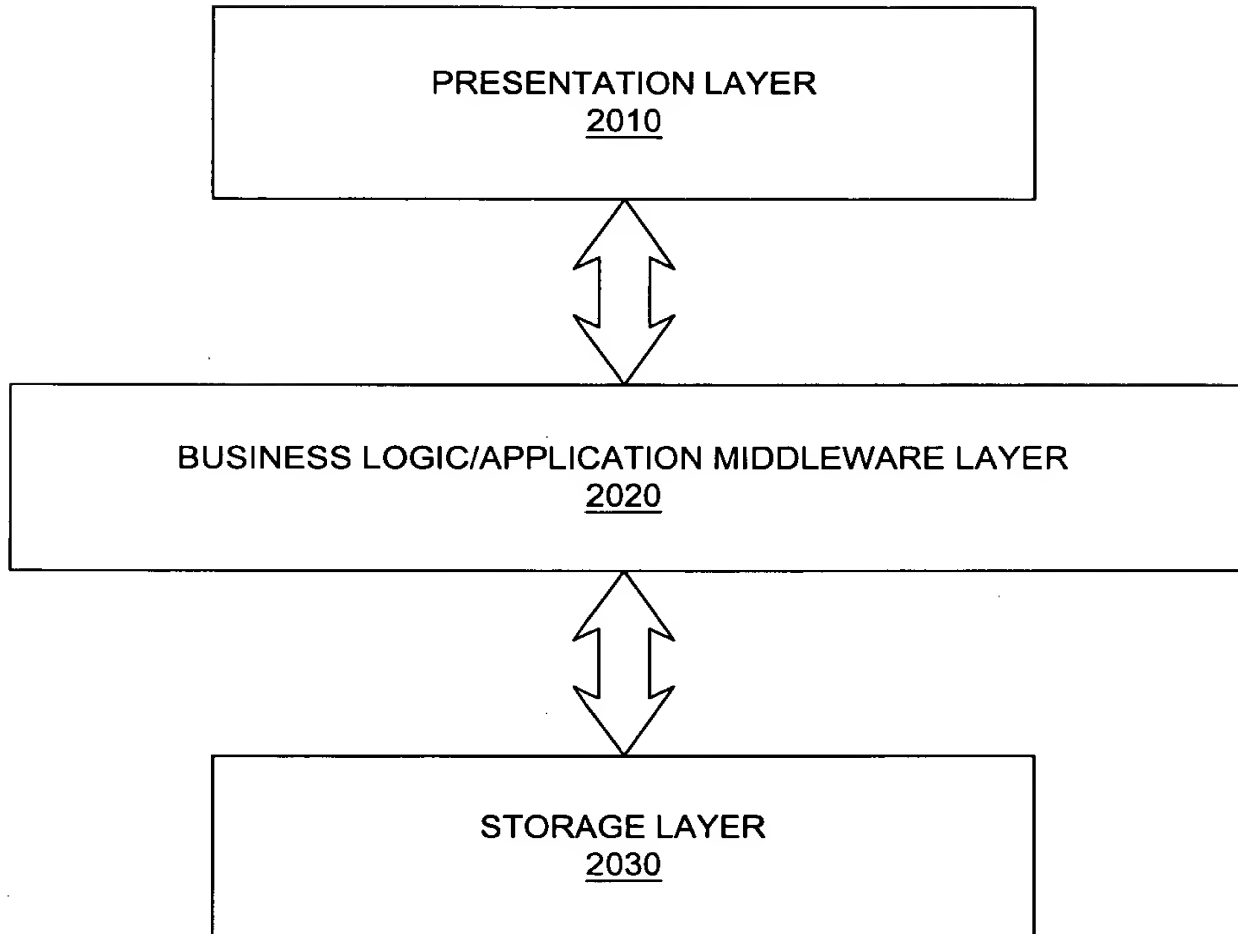 PRESENTATION LAYER
2010
BUSINESS LOGIC/APPLICATION MIDDLEWARE LAYER
2020
STORAGE LAYER
2030